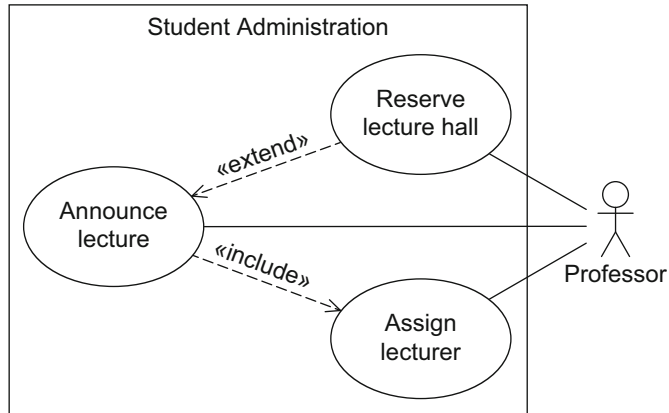 Student Administration
Reserve
lecture hall
«extend»
Announce
lecture
«include»
Professor
Assign
lecturer